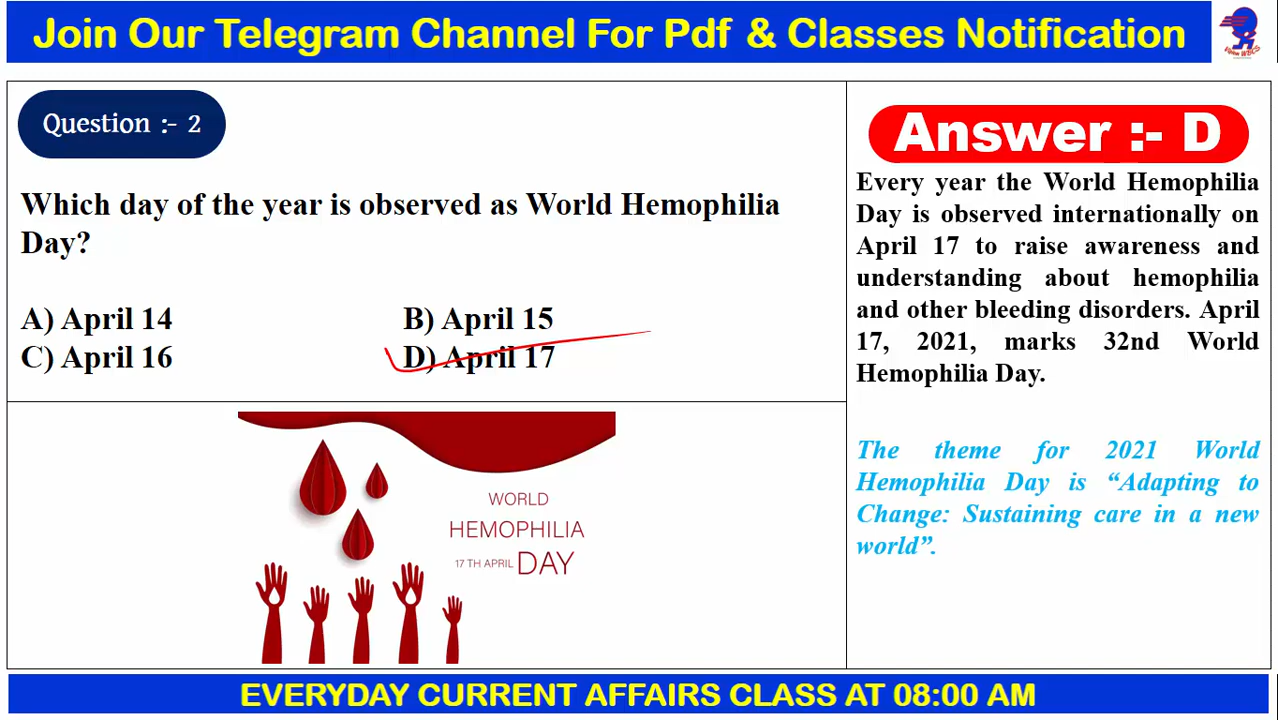 Join Our Telegram Channel For Pdf & Classes Notification
Question :- 2
Which day of the year is observed as World Hemophilia
Day?
A) April 14
B) April 15
C) April 16
D) April 17
WORLD
HEMOPHILIA
17 TH APRIL DAY
Answer :- D
Every year the World Hemophilia
Day is observed internationally on
April 17 to raise awareness and
understanding about hemophilia
and other bleeding disorders. April
17, 2021, marks 32nd World
Hemophilia Day.
The theme for 2021 World
Hemophilia Day is “Adapting to
Change: Sustaining care in a new
world”.
EVERYDAY CURRENT AFFAIRS CLASS AT 08:00 AM